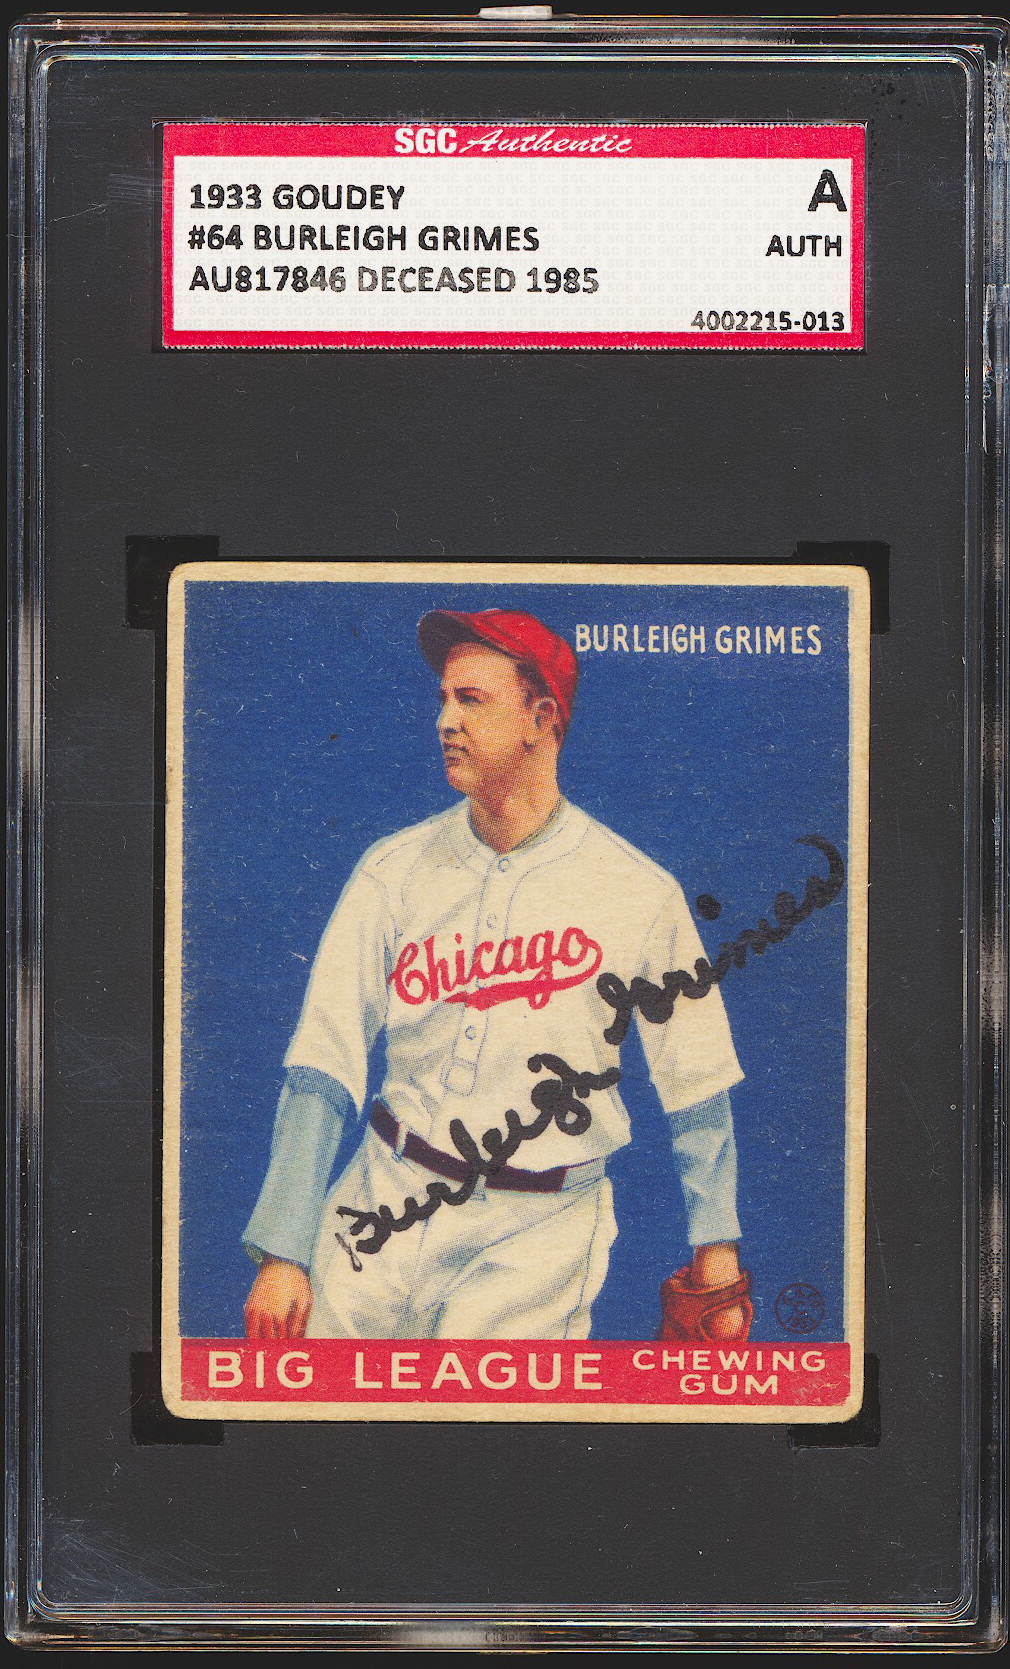 SGC Authentic
1933 GOUDEY
A
#64 BURLEIGH GRIMES
AUTH
AU817846 DECEASED 1985
4002215-013
BURLEIGH GRIMES
Chicago
Burleigh Grimes
BIG LEAGUE CHEWING GUM